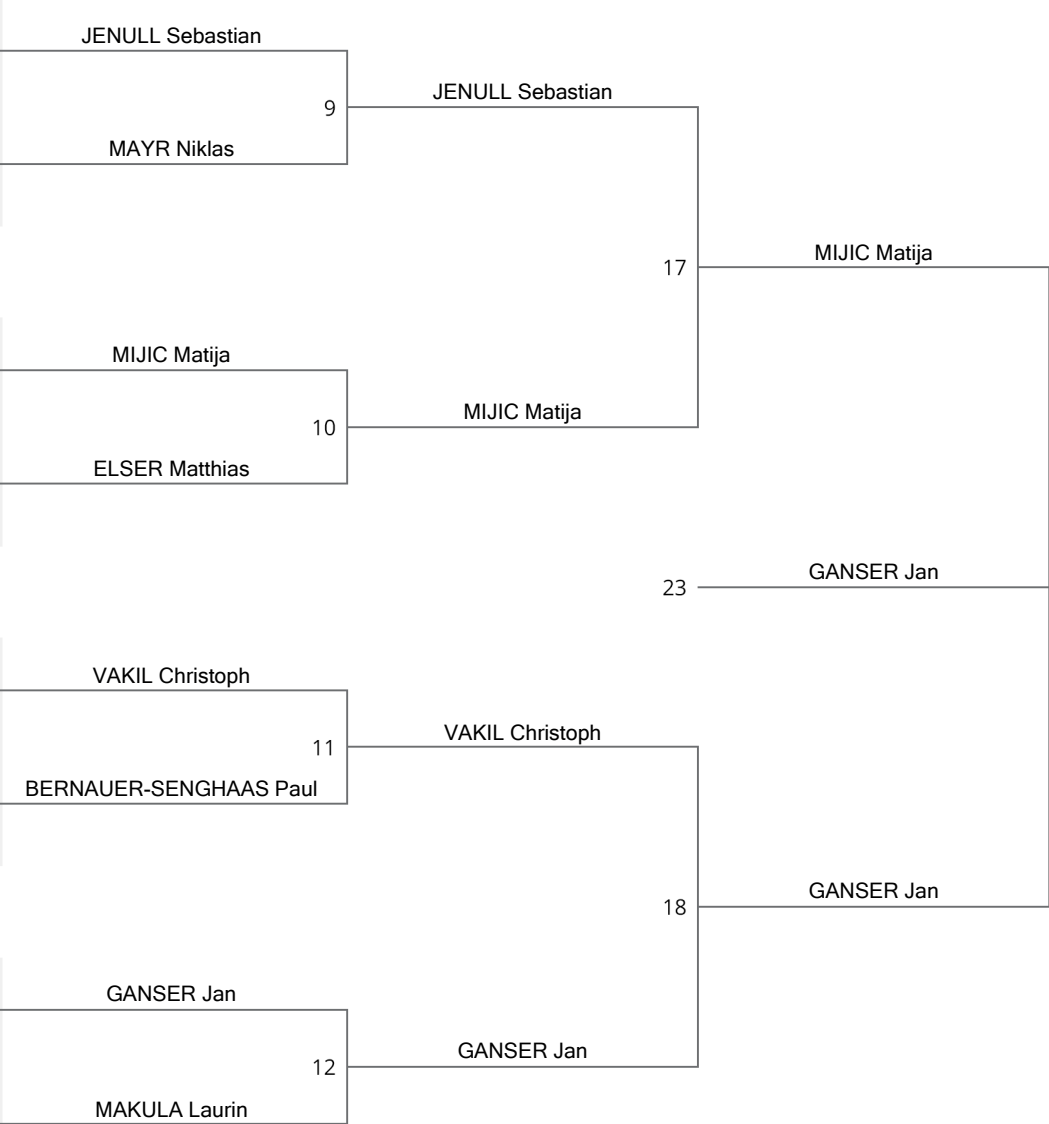 JENULL Sebastian
JENULL Sebastian
9
MAYR Niklas
MIJIC Matija
17
MIJIC Matija
MIJIC Matija
10
ELSER Matthias
GANSER Jan
23
VAKIL Christoph
VAKIL Christoph
11
BERNAUER-SENGHAAS Paul
GANSER Jan
18
GANSER Jan
GANSER Jan
12
MAKULA Laurin